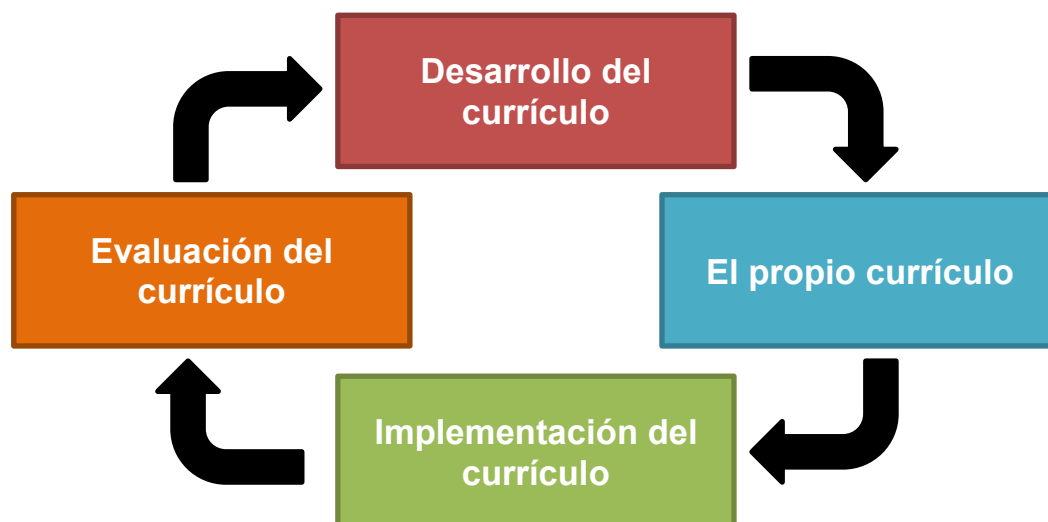 Desarrollo del
currículo
Evaluación del
currículo
El propio currículo
Implementación del
currículo